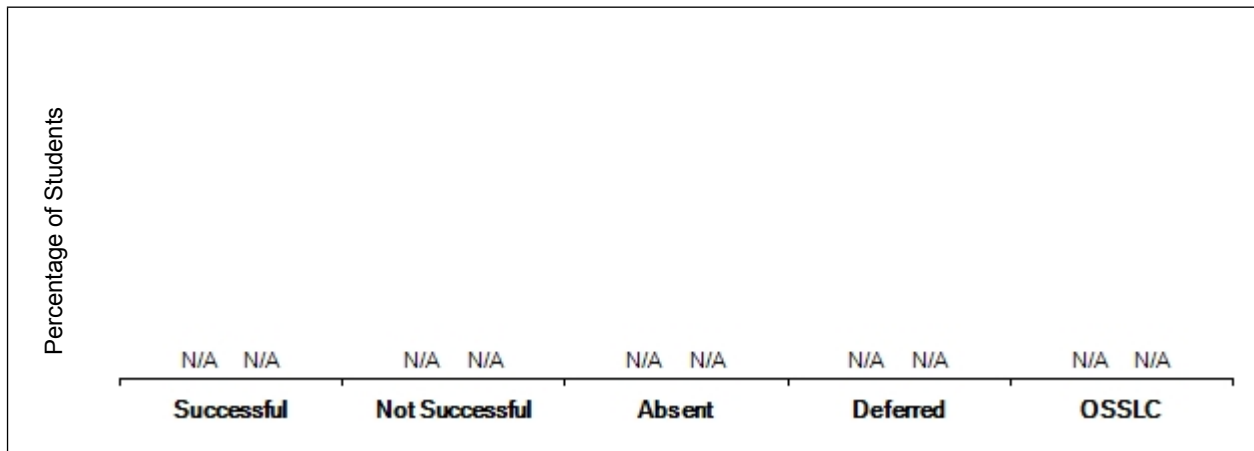 Percentage of Students
N/A N/A N/A N/A N/A N/A N/A N/A N/A N/A
Successful Not Successful Absent Deferred OSSLC